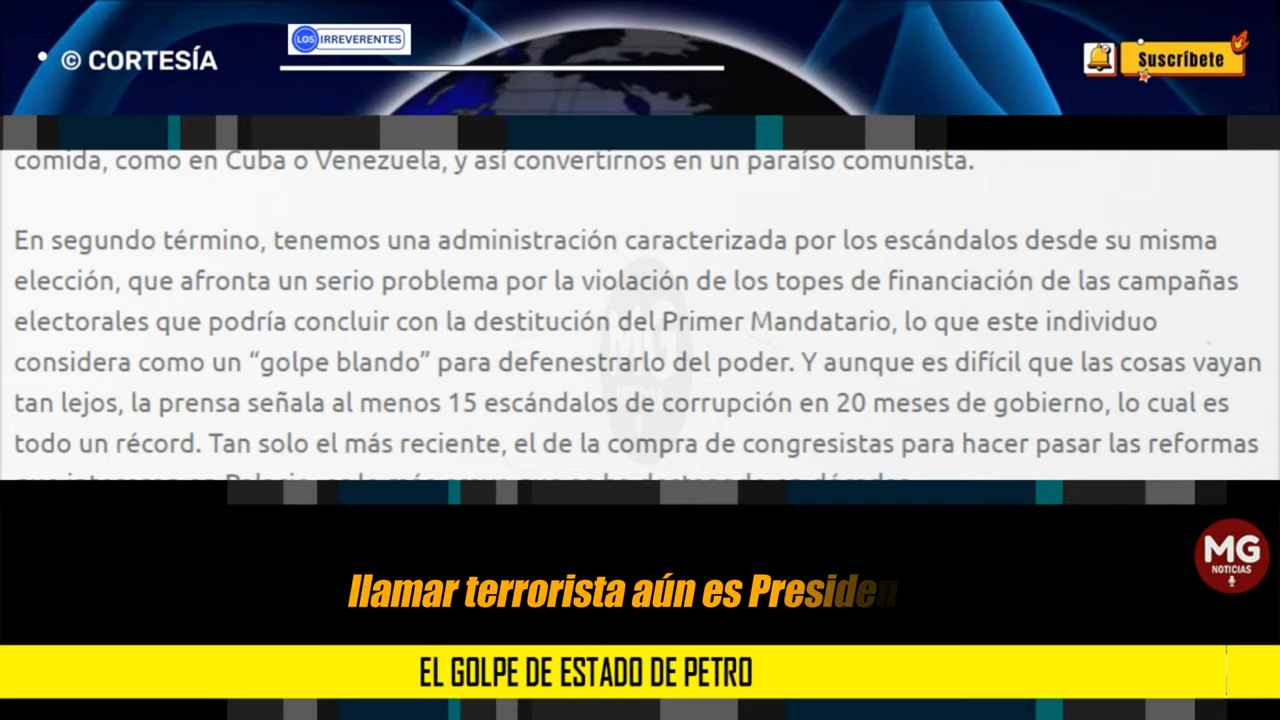 © CORTESÍA
LOS IRREVERENTES
Suscríbete
comida, como en Cuba o Venezuela, y así convertirnos en un paraíso comunista.
En segundo término, tenemos una administración caracterizada por los escándalos desde su misma
elección, que afronta un serio problema por la violación de los topes de financiación de las campañas
electorales que podría concluir con la destitución del Primer Mandatario, lo que este individuo
considera como un “golpe blando” para defenestrarlo del poder. Y aunque es difícil que las cosas vayan
tan lejos, la prensa señala al menos 15 escándalos de corrupción en 20 meses de gobierno, lo cual es
todo un récord. Tan solo el más reciente, el de la compra de congresistas para hacer pasar las reformas
MG
NOTICIAS
llamar terrorista aún es Presiden
EL GOLPE DE ESTADO DE PETRO